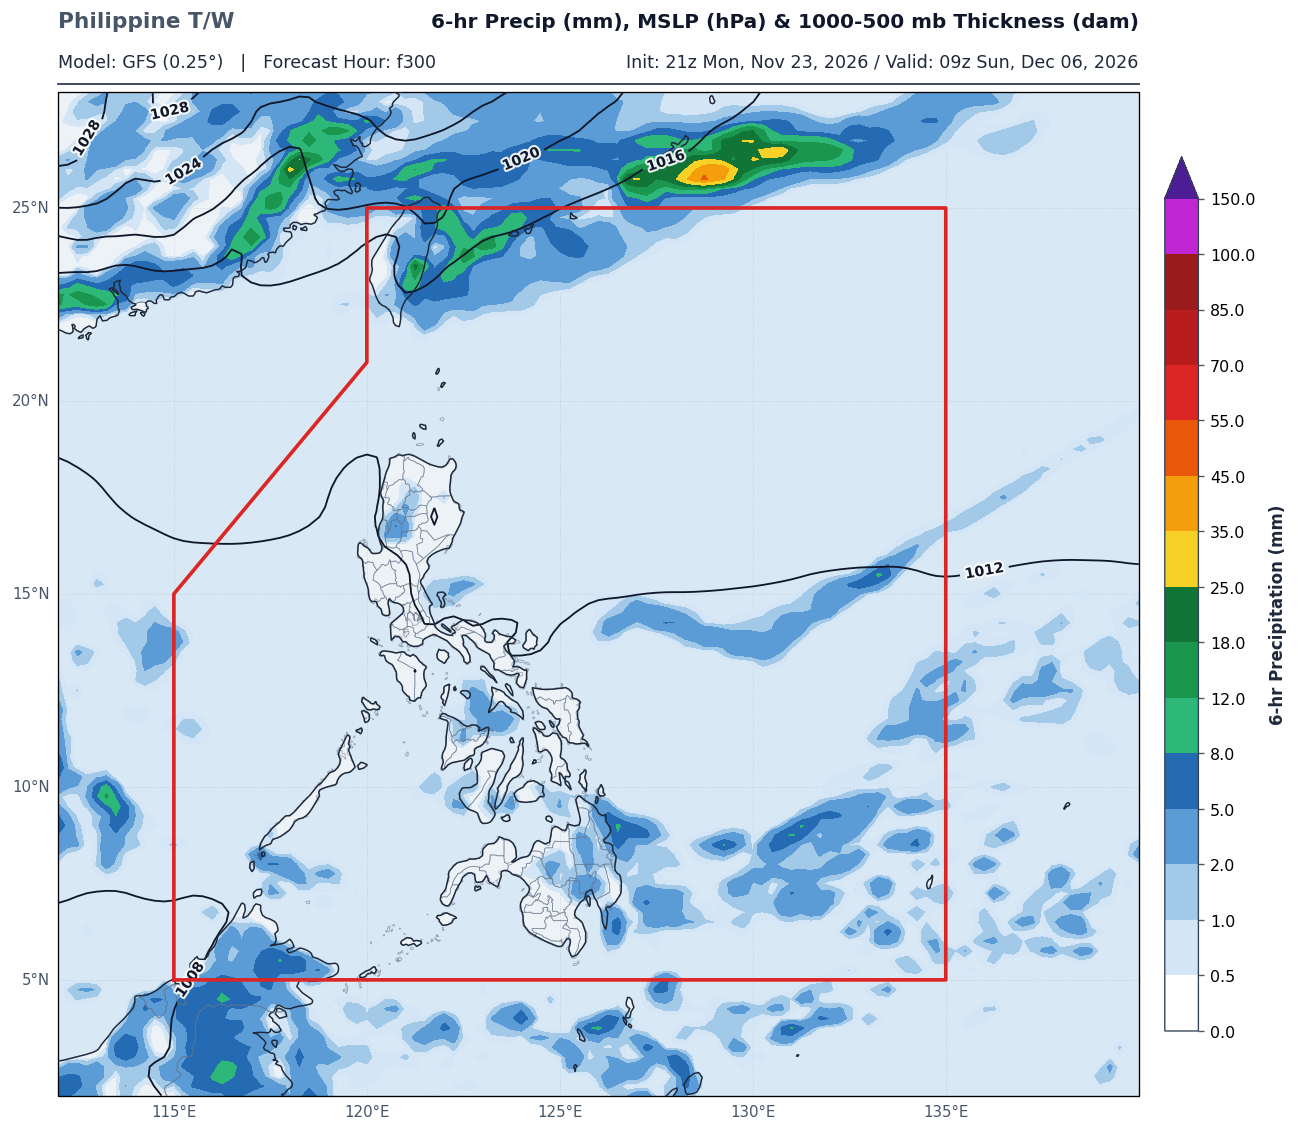 Philippine T/W
6-hr Precip (mm), MSLP (hPa) & 1000-500 mb Thickness (dam)
Model: GFS (0.25°) | Forecast Hour: f300
Init: 21z Mon, Nov 23, 2026 / Valid: 09z Sun, Dec 06, 2026
1028
1028
1024
1020
1016
1012
1008
25°N
20°N
15°N
10°N
5°N
115°E
120°E
125°E
130°E
135°E
150.0
100.0
85.0
70.0
55.0
45.0
35.0
25.0
18.0
12.0
8.0
5.0
2.0
1.0
0.5
0.0
6-hr Precipitation (mm)